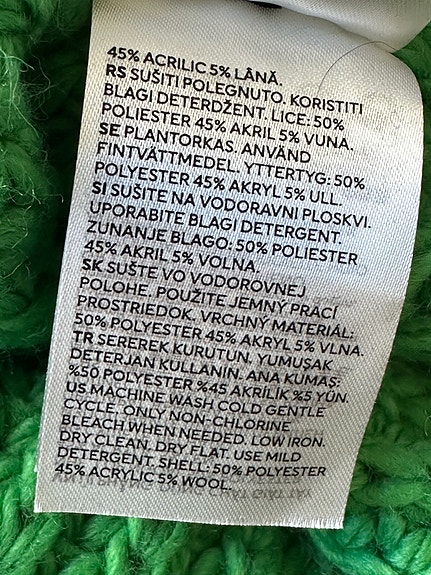 45% ACRILIC 5% LÂNĂ.
RS SUŠITI POLEGNUTO. KORISTITI
BLAGI DETERDŽENT. LICE: 50%
POLIESTER 45% AKRIL 5% VUNA.
SE PLANTORKAS. ANVÄND
FINTVÄTTMEDEL. YTTERTYG: 50%
POLYESTER 45% AKRYL 5% ULL.
SI SUŠITE NA VODORAVNI PLOSKVI.
UPORABITE BLAGI DETERGENT.
ZUNANJE BLAGO: 50% POLIESTER
45% AKRIL 5% VOLNA.
SK SUŠTE VO VODOROVNEJ
POLOHE. POUŽITE JEMNÝ PRACÍ
PROSTRIEDOK. VRCHNÝ MATERIÁL:
50% POLYESTER 45% AKRYL 5% VLNA.
TR SEREREK KURUTUN. YUMUŞAK
DETERJAN KULLANIN. ANA KUMAŞ:
%50 POLYESTER %45 AKRİLİK %5 YÜN.
US MACHINE WASH COLD GENTLE
CYCLE. ONLY NON-CHLORINE
BLEACH WHEN NEEDED. LOW IRON.
DRY CLEAN. DRY FLAT. USE MILD
DETERGENT. SHELL: 50% POLYESTER
45% ACRYLIC 5% WOOL.